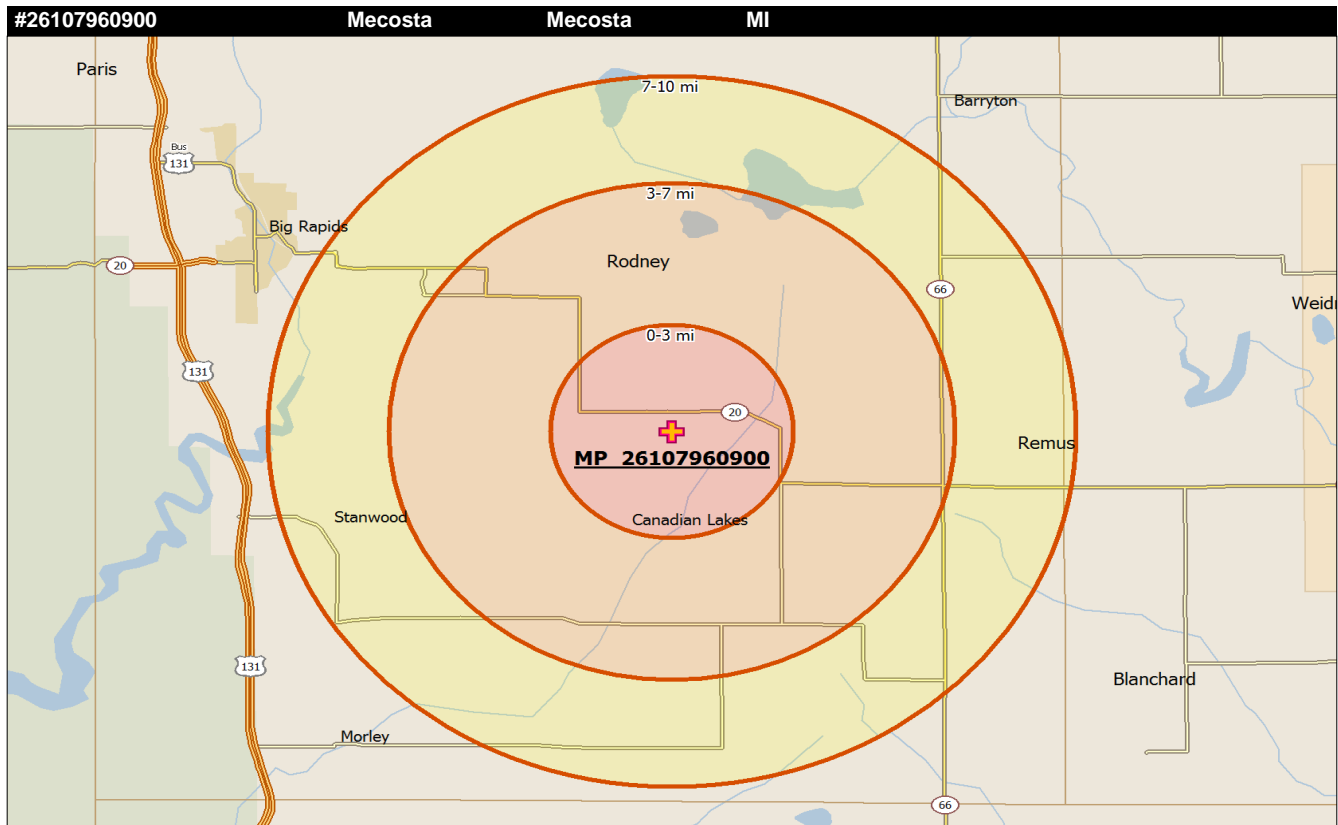 #26107960900 Mecosta Mecosta MI
Paris
7-10 mi
Barryton
Bus
131
3-7 mi
Big Rapids
Rodney
20
66
Weidr
0-3 mi
131
20
Remus
MP 26107960900
Stanwood
Canadian Lakes
131
Blanchard
Morley
66